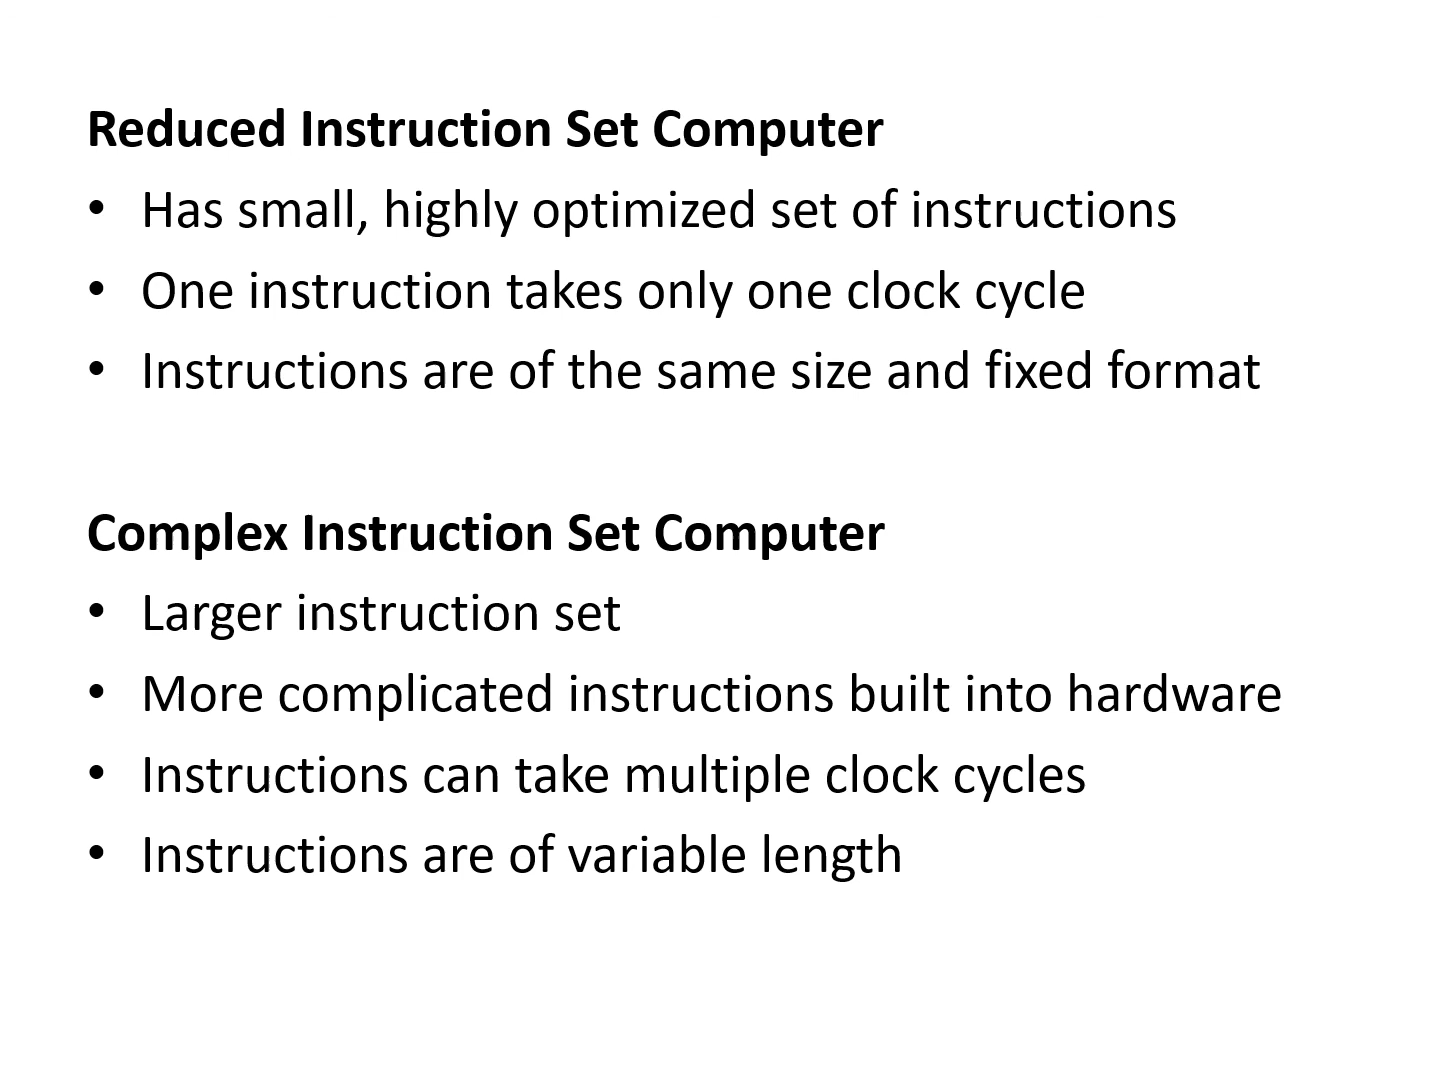 Reduced Instruction Set Computer
• Has small, highly optimized set of instructions
• One instruction takes only one clock cycle
• Instructions are of the same size and fixed format
Complex Instruction Set Computer
• Larger instruction set
• More complicated instructions built into hardware
• Instructions can take multiple clock cycles
• Instructions are of variable length